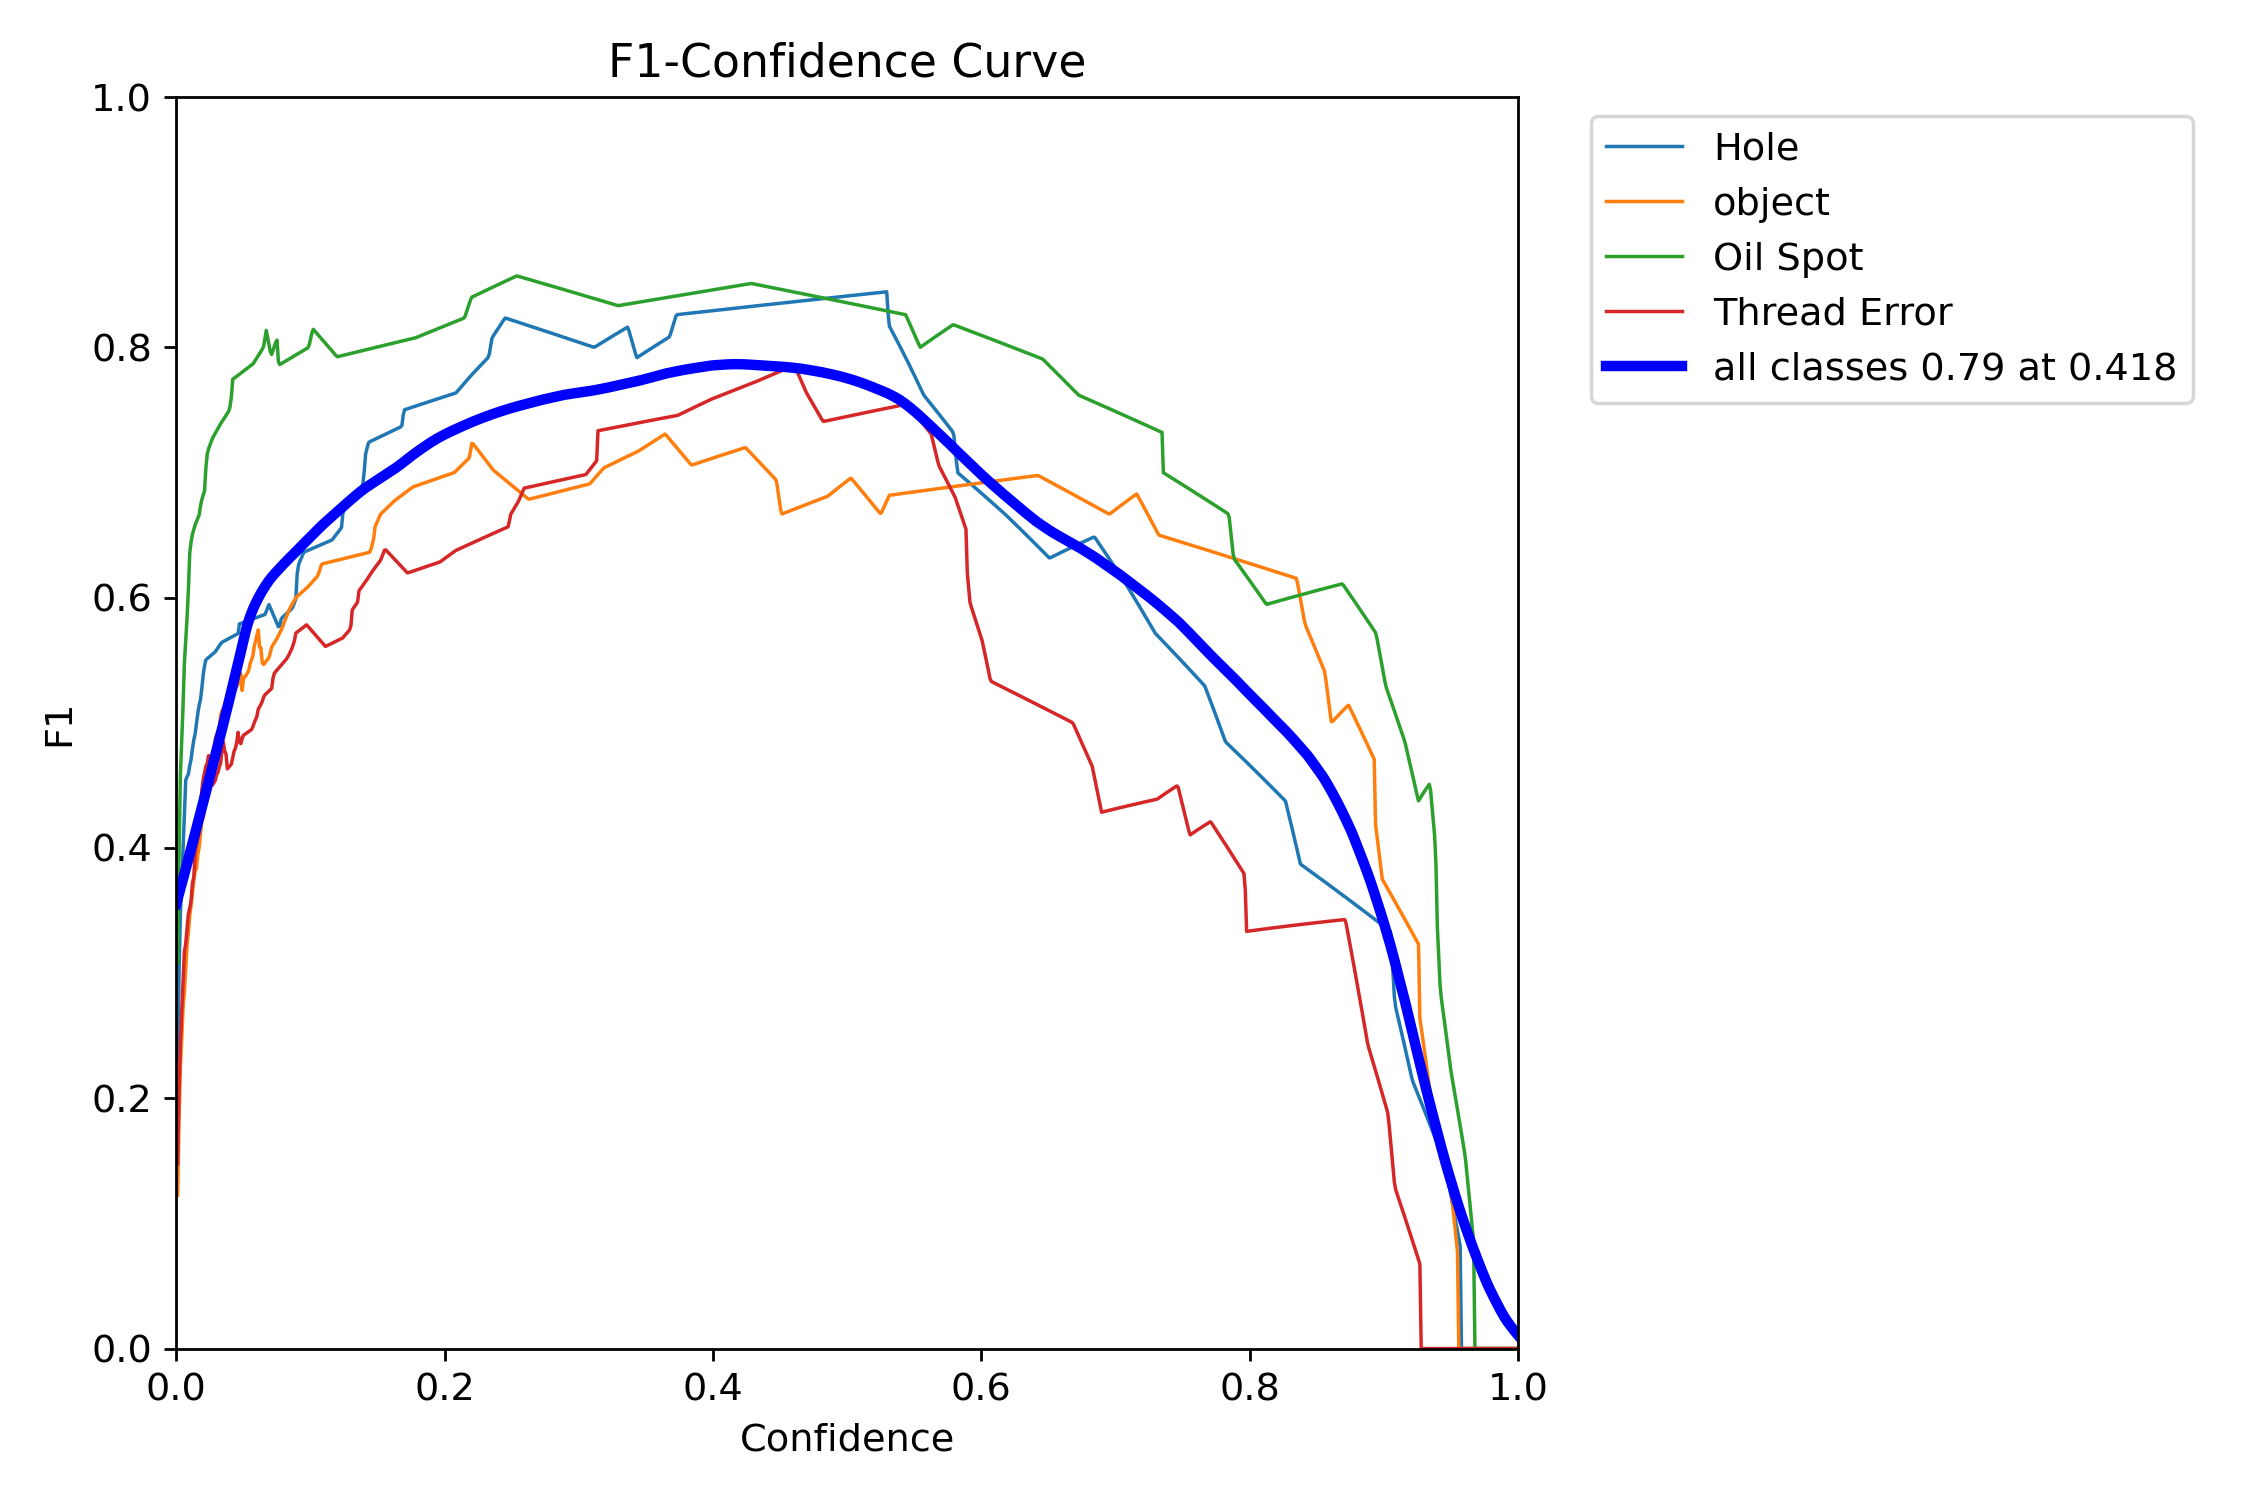 F1-Confidence Curve
1.0
0.8
0.6
0.4
0.2
0.0
F1
0.0 0.2 0.4 0.6 0.8 1.0
Confidence
Hole
object
Oil Spot
Thread Error
all classes 0.79 at 0.418